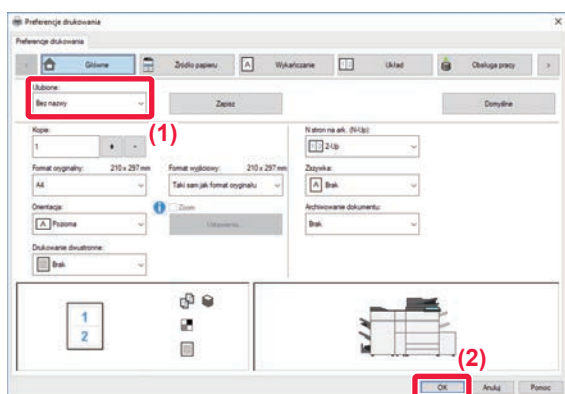 Preferencje drukowania
Preferencje drukowania
Główne Źródło papieru Wykańczanie Układ Obsługa pracy
Ulubione:
Bez nazwy Zapisz Domyślne
(1)
Kopie: N stron na ark. (N-Up):
1 + - 2-Up
Format oryginalny: 210 x 297 mm Format wyjściowy: 210 x 297 mm Zszywka:
A4 Taki sam jak format oryginału Brak
Orientacja: Zoom Archiwizowanie dokumentu:
A Pozioma Ustawienia... Brak
Drukowanie dwustronne:
Brak
1
2
(2)
OK Anuluj Pomoc